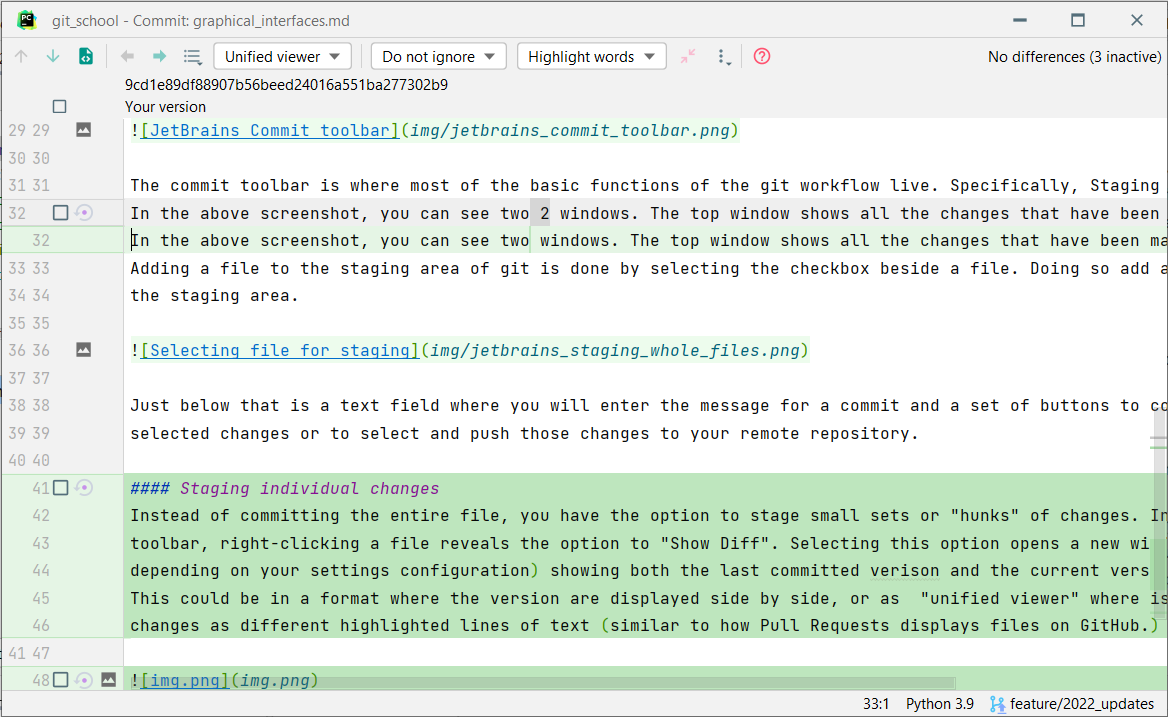 PC
git_school - Commit: graphical_interfaces.md
Unified viewer Do not ignore Highlight words ? No differences (3 inactive)
9cd1e89df88907b56beed24016a551ba277302b9
Your version
29 29 ![JetBrains Commit toolbar](img/jetbrains_commit_toolbar.png)
30 30
31 31 The commit toolbar is where most of the basic functions of the git workflow live. Specifically, Staging
32 In the above screenshot, you can see two 2 windows. The top window shows all the changes that have been
32 In the above screenshot, you can see two windows. The top window shows all the changes that have been ma
33 33 Adding a file to the staging area of git is done by selecting the checkbox beside a file. Doing so add a
34 34 the staging area.
35 35
36 36 ![Selecting file for staging](img/jetbrains_staging_whole_files.png)
37 37
38 38 Just below that is a text field where you will enter the message for a commit and a set of buttons to co
39 39 selected changes or to select and push those changes to your remote repository.
40 40
41 #### Staging individual changes
42 Instead of committing the entire file, you have the option to stage small sets or "hunks" of changes. In
43 toolbar, right-clicking a file reveals the option to "Show Diff". Selecting this option opens a new wi
44 depending on your settings configuration) showing both the last committed verison and the current vers
45 This could be in a format where the version are displayed side by side, or as  "unified viewer" where is
46 changes as different highlighted lines of text (similar to how Pull Requests displays files on GitHub.)
41 47
48 ![img.png](img.png)
33:1 Python 3.9 feature/2022_updates